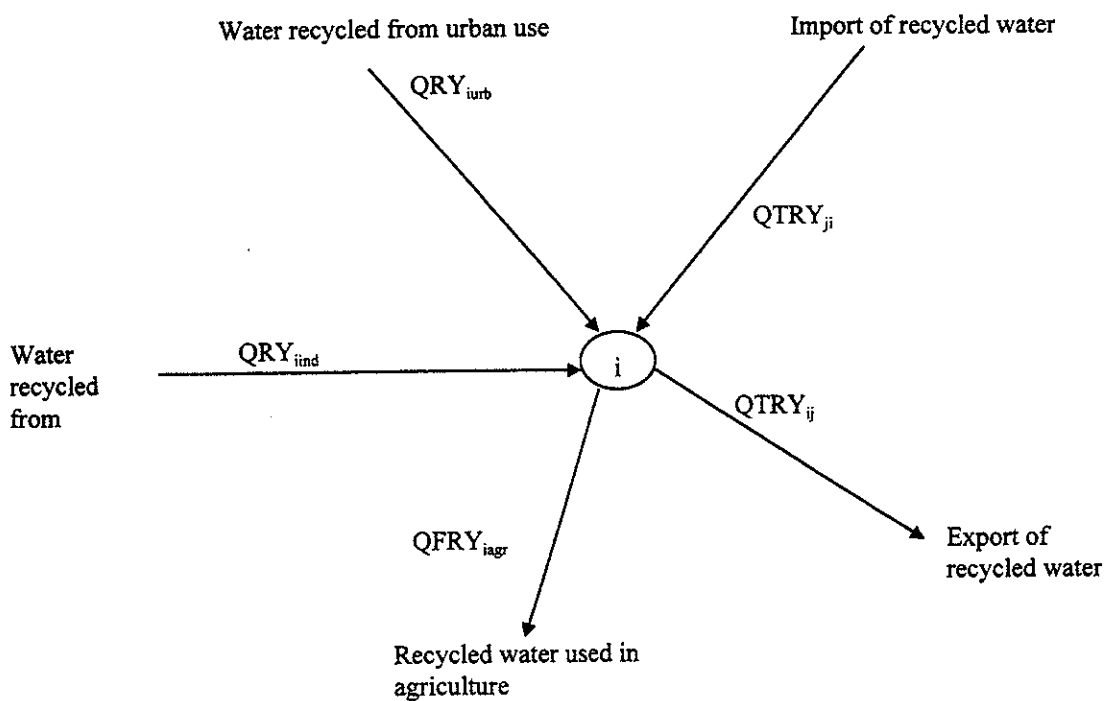 Water recycled from urban use
Import of recycled water
QRY_iurb
QTRY_ji
Water
recycled
from
QRY_iind
i
QTRY_ij
QFRY_iagr
Export of
recycled water
Recycled water used in
agriculture